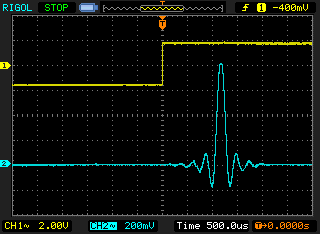 RIGOL STOP T f 1 -400mV
T
1
2
CH1~ 2.00V CH2~ 200mV Time 500.0us T→0.0000s